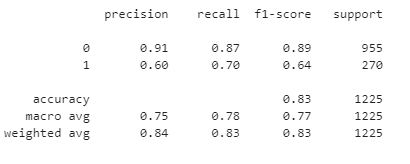 precision recall f1-score support
0 0.91 0.87 0.89 955
1 0.60 0.70 0.64 270
accuracy 0.83 1225
macro avg 0.75 0.78 0.77 1225
weighted avg 0.84 0.83 0.83 1225